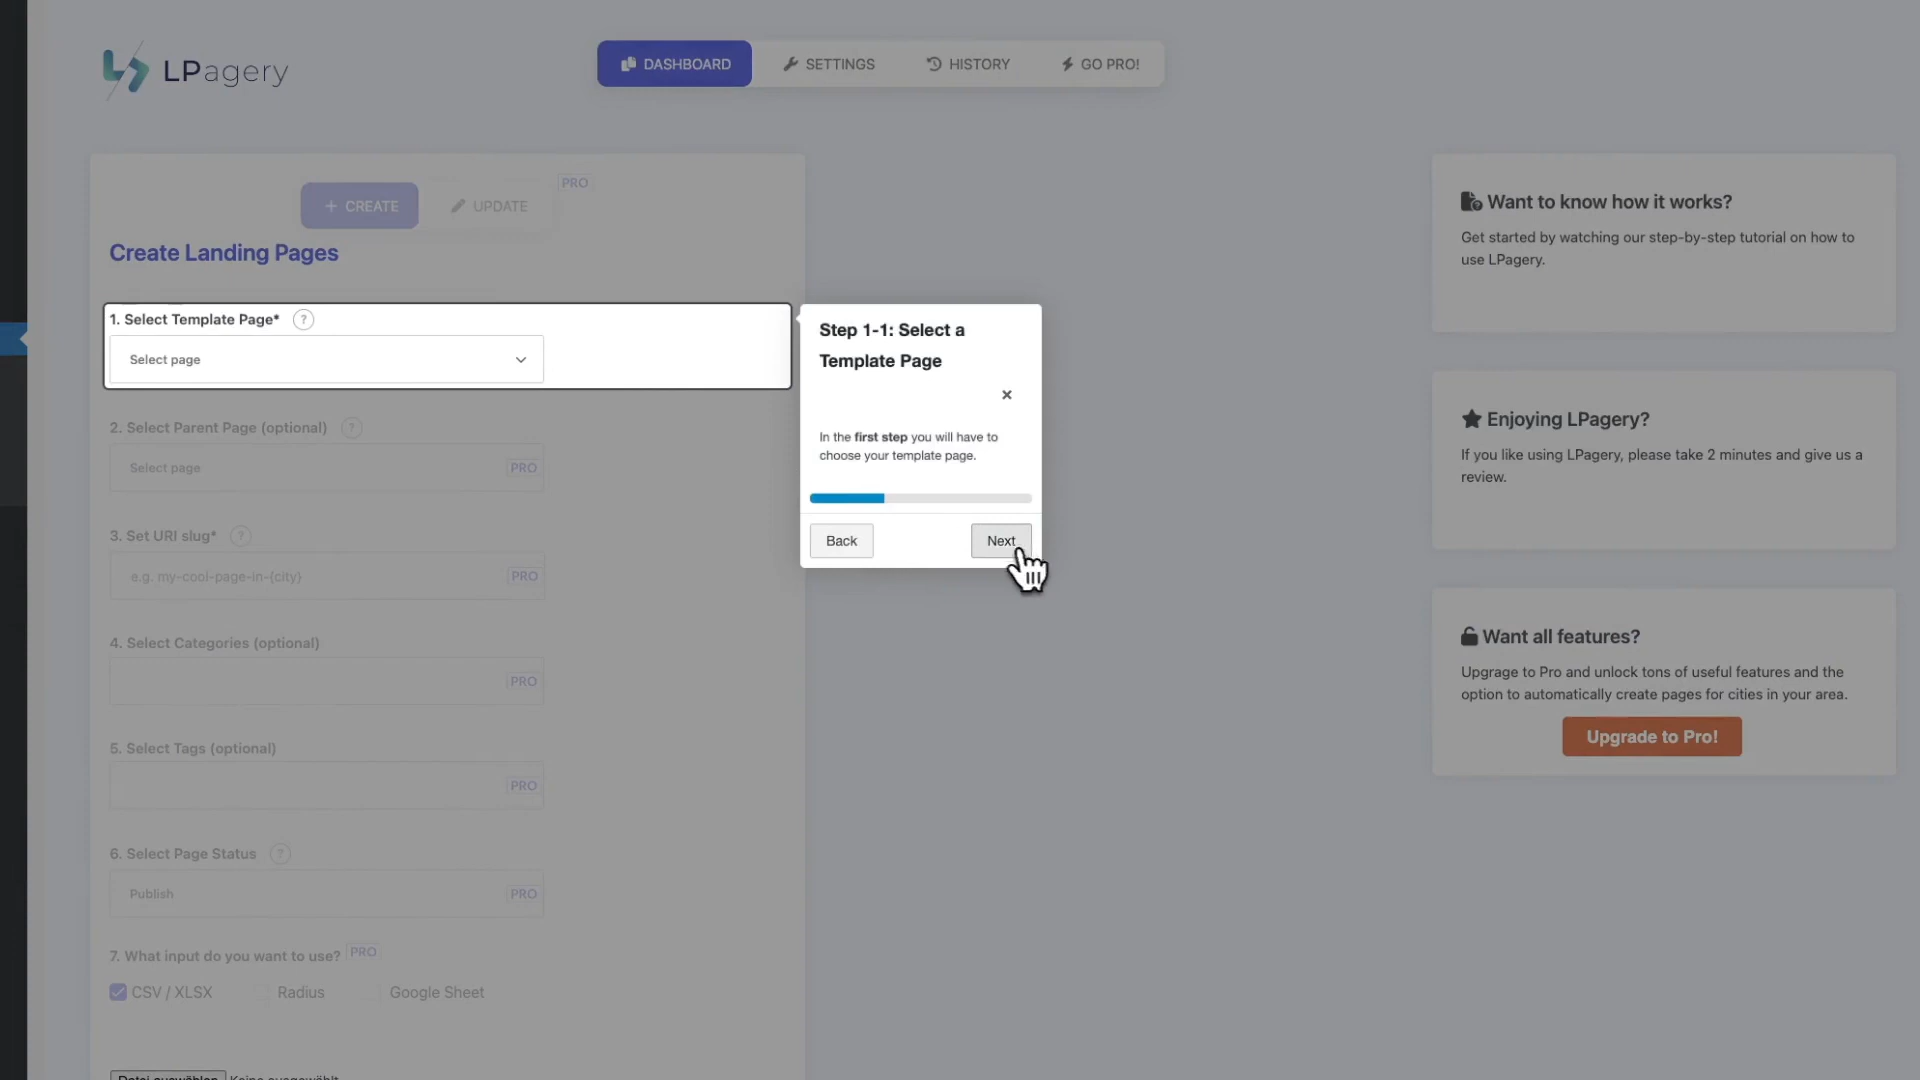 LPagery
DASHBOARD
SETTINGS
HISTORY
GO PRO!
CREATE
UPDATE
PRO
Create Landing Pages
1. Select Template Page*
?
Select page
2. Select Parent Page (optional)
?
Select page
PRO
3. Set URI slug*
?
e.g. my-cool-page-in-{city}
PRO
4. Select Categories (optional)
PRO
5. Select Tags (optional)
PRO
6. Select Page Status
?
Publish
PRO
7. What input do you want to use?
PRO
CSV / XLSX
Radius
Google Sheet
Datei auswählen
Keine ausgewählt
Step 1-1: Select a
Template Page
×
In the first step you will have to
choose your template page.
Back
Next
Want to know how it works?
Get started by watching our step-by-step tutorial on how to
use LPagery.
Enjoying LPagery?
If you like using LPagery, please take 2 minutes and give us a
review.
Want all features?
Upgrade to Pro and unlock tons of useful features and the
option to automatically create pages for cities in your area.
Upgrade to Pro!